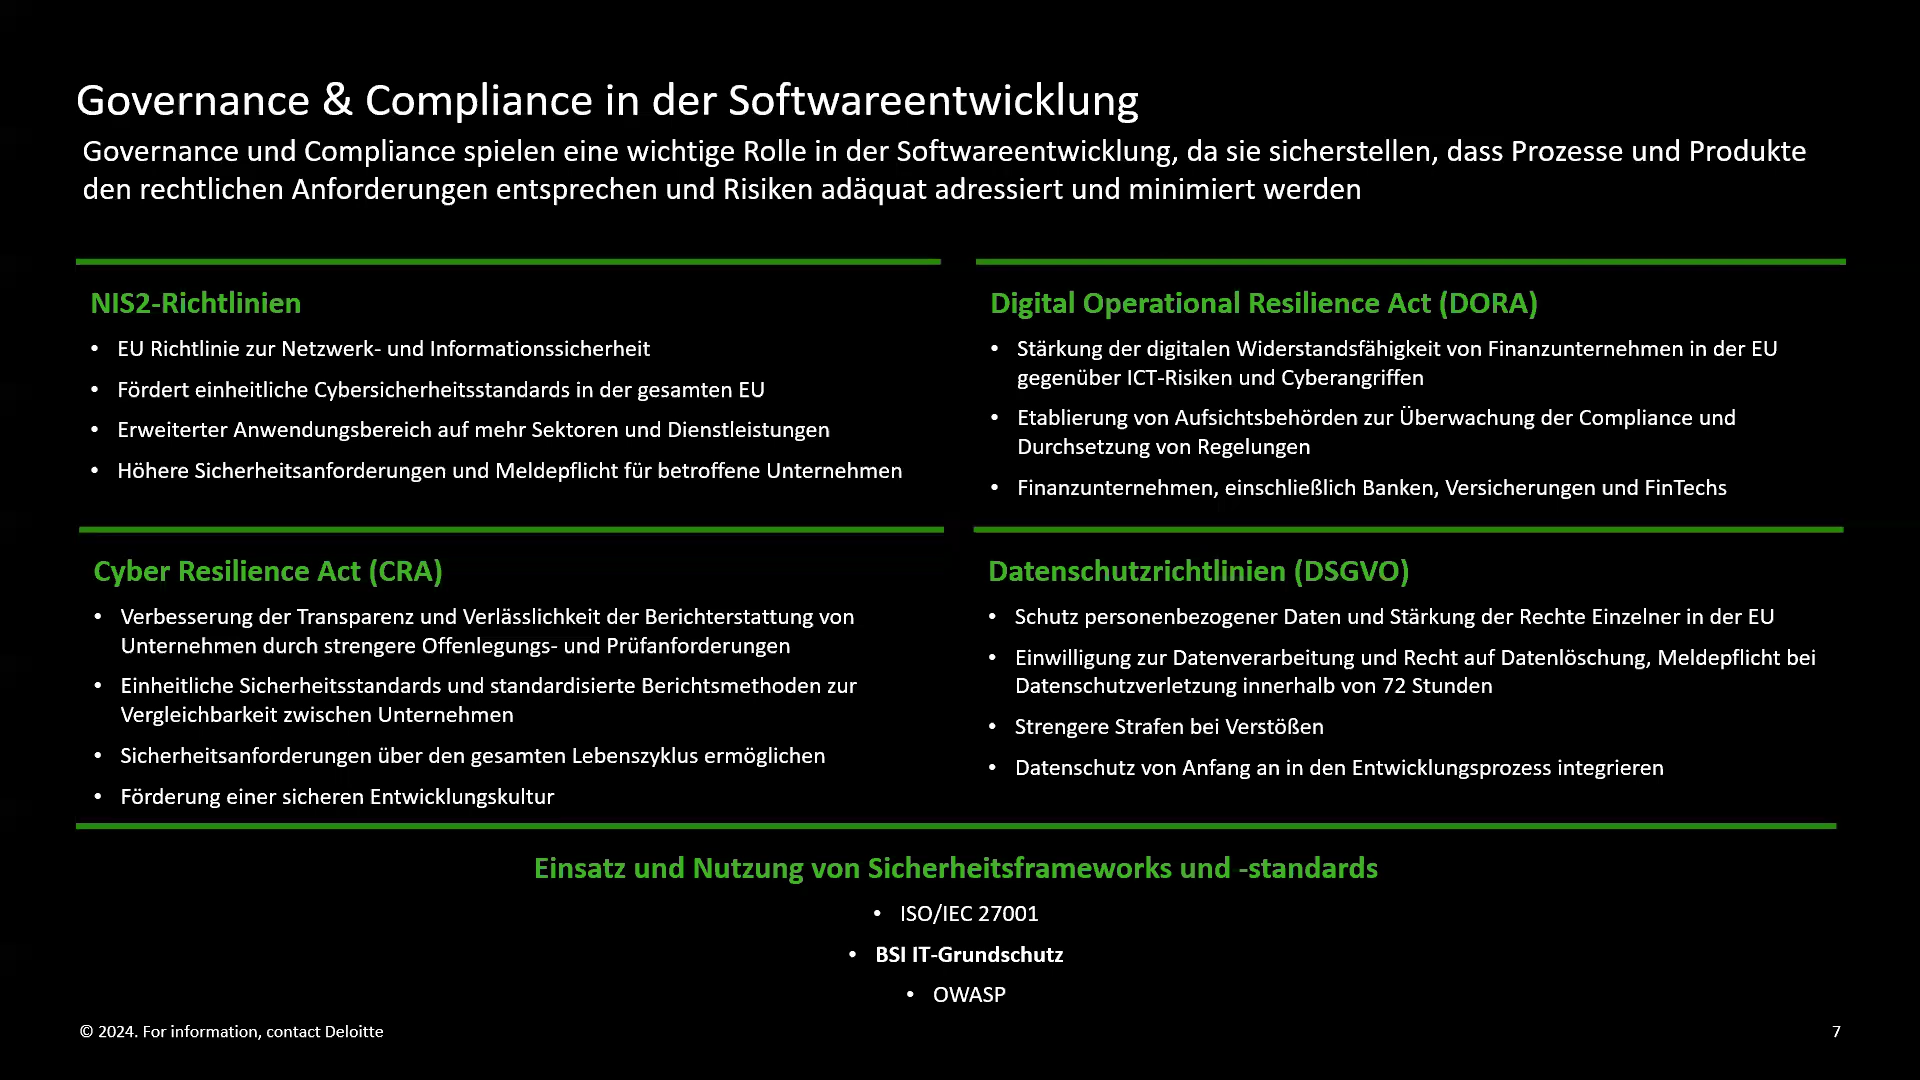 Governance & Compliance in der Softwareentwicklung
Governance und Compliance spielen eine wichtige Rolle in der Softwareentwicklung, da sie sicherstellen, dass Prozesse und Produkte
den rechtlichen Anforderungen entsprechen und Risiken adäquat adressiert und minimiert werden
NIS2-Richtlinien
• EU Richtlinie zur Netzwerk- und Informationssicherheit
• Fördert einheitliche Cybersicherheitsstandards in der gesamten EU
• Erweiterter Anwendungsbereich auf mehr Sektoren und Dienstleistungen
• Höhere Sicherheitsanforderungen und Meldepflicht für betroffene Unternehmen
Digital Operational Resilience Act (DORA)
• Stärkung der digitalen Widerstandsfähigkeit von Finanzunternehmen in der EU
gegenüber ICT-Risiken und Cyberangriffen
• Etablierung von Aufsichtsbehörden zur Überwachung der Compliance und
Durchsetzung von Regelungen
• Finanzunternehmen, einschließlich Banken, Versicherungen und FinTechs
Cyber Resilience Act (CRA)
• Verbesserung der Transparenz und Verlässlichkeit der Berichterstattung von
Unternehmen durch strengere Offenlegungs- und Prüfanforderungen
• Einheitliche Sicherheitsstandards und standardisierte Berichtsmethoden zur
Vergleichbarkeit zwischen Unternehmen
• Sicherheitsanforderungen über den gesamten Lebenszyklus ermöglichen
• Förderung einer sicheren Entwicklungskultur
Datenschutzrichtlinien (DSGVO)
• Schutz personenbezogener Daten und Stärkung der Rechte Einzelner in der EU
• Einwilligung zur Datenverarbeitung und Recht auf Datenlöschung, Meldepflicht bei
Datenschutzverletzung innerhalb von 72 Stunden
• Strengere Strafen bei Verstößen
• Datenschutz von Anfang an in den Entwicklungsprozess integrieren
Einsatz und Nutzung von Sicherheitsframeworks und -standards
• ISO/IEC 27001
• BSI IT-Grundschutz
• OWASP
© 2024. For information, contact Deloitte
7